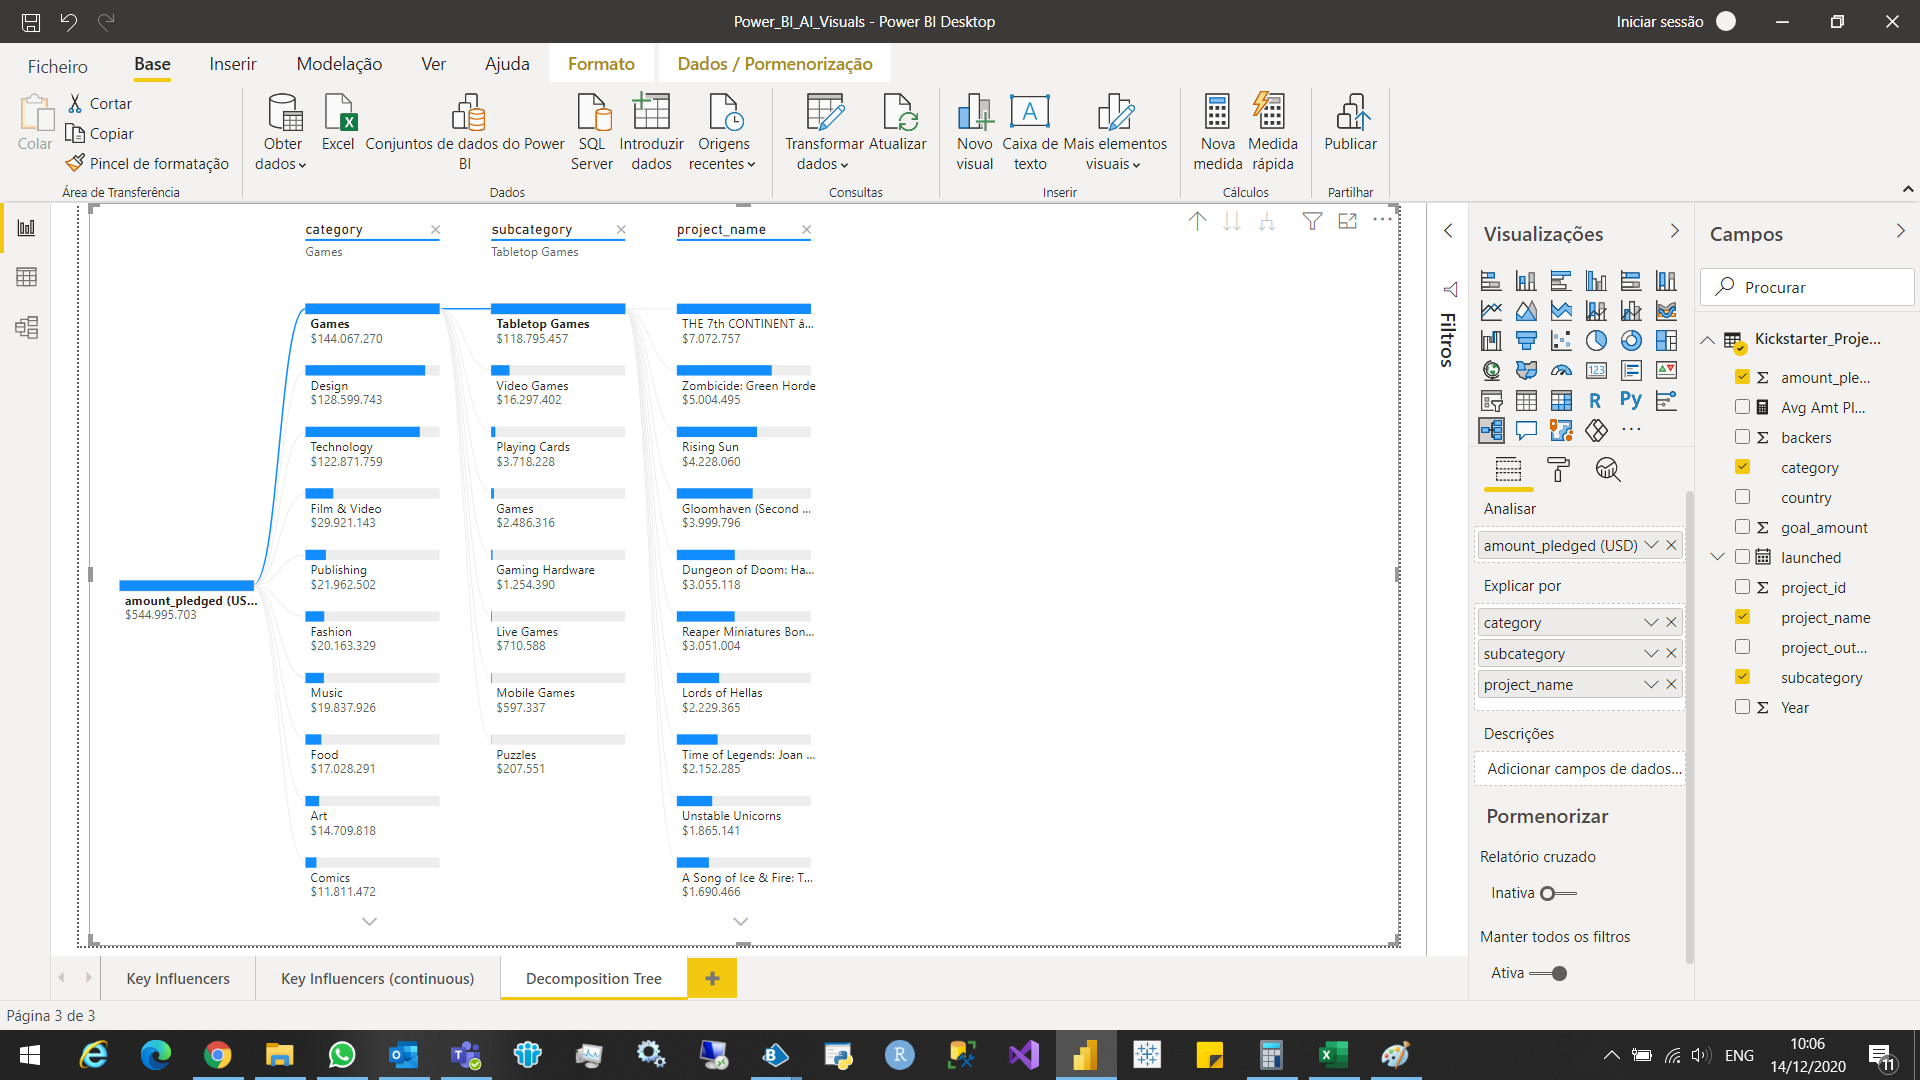 Power_BI_AI_Visuals - Power BI Desktop
Iniciar sessão
Ficheiro
Base
Inserir
Modelação
Ver
Ajuda
Formato
Dados / Pormenorização
Colar
Cortar
Copiar
Pincel de formatação
Área de Transferência
Obter
dados
Excel
Conjuntos de dados do Power
BI
SQL
Server
Introduzir
dados
Origens
recentes
Dados
Transformar
dados
Atualizar
Consultas
Novo
visual
A
Caixa de
texto
Mais elementos
visuais
Inserir
Nova
medida
Medida
rápida
Cálculos
Publicar
Partilhar
category
Games
subcategory
Tabletop Games
project_name
amount_pledged (US...
$544.995.703
Games
$144.067.270
Design
$128.599.743
Technology
$122.871.759
Film & Video
$29.921.143
Publishing
$21.962.502
Fashion
$20.163.329
Music
$19.837.926
Food
$17.028.291
Art
$14.709.818
Comics
$11.811.472
Tabletop Games
$118.795.457
Video Games
$16.297.402
Playing Cards
$3.718.228
Games
$2.486.316
Gaming Hardware
$1.254.390
Live Games
$710.588
Mobile Games
$597.337
Puzzles
$207.551
THE 7th CONTINENT â...
$7.072.757
Zombicide: Green Horde
$5.004.495
Rising Sun
$4.228.060
Gloomhaven (Second ...
$3.999.796
Dungeon of Doom: Ha...
$3.055.118
Reaper Miniatures Bon...
$3.051.004
Lords of Hellas
$2.229.365
Time of Legends: Joan ...
$2.152.285
Unstable Unicorns
$1.865.141
A Song of Ice & Fire: T...
$1.690.466
Filtros
Visualizações
123
R
Py
Analisar
amount_pledged (USD)
Explicar por
category
subcategory
project_name
Descrições
Adicionar campos de dados...
Pormenorizar
Relatório cruzado
Inativa
Manter todos os filtros
Ativa
Campos
Procurar
Kickstarter_Proje...
amount_ple...
Avg Amt Pl...
backers
category
country
goal_amount
launched
project_id
project_name
project_out...
subcategory
Year
Key Influencers
Key Influencers (continuous)
Decomposition Tree
Página 3 de 3
ENG
10:06
14/12/2020
11